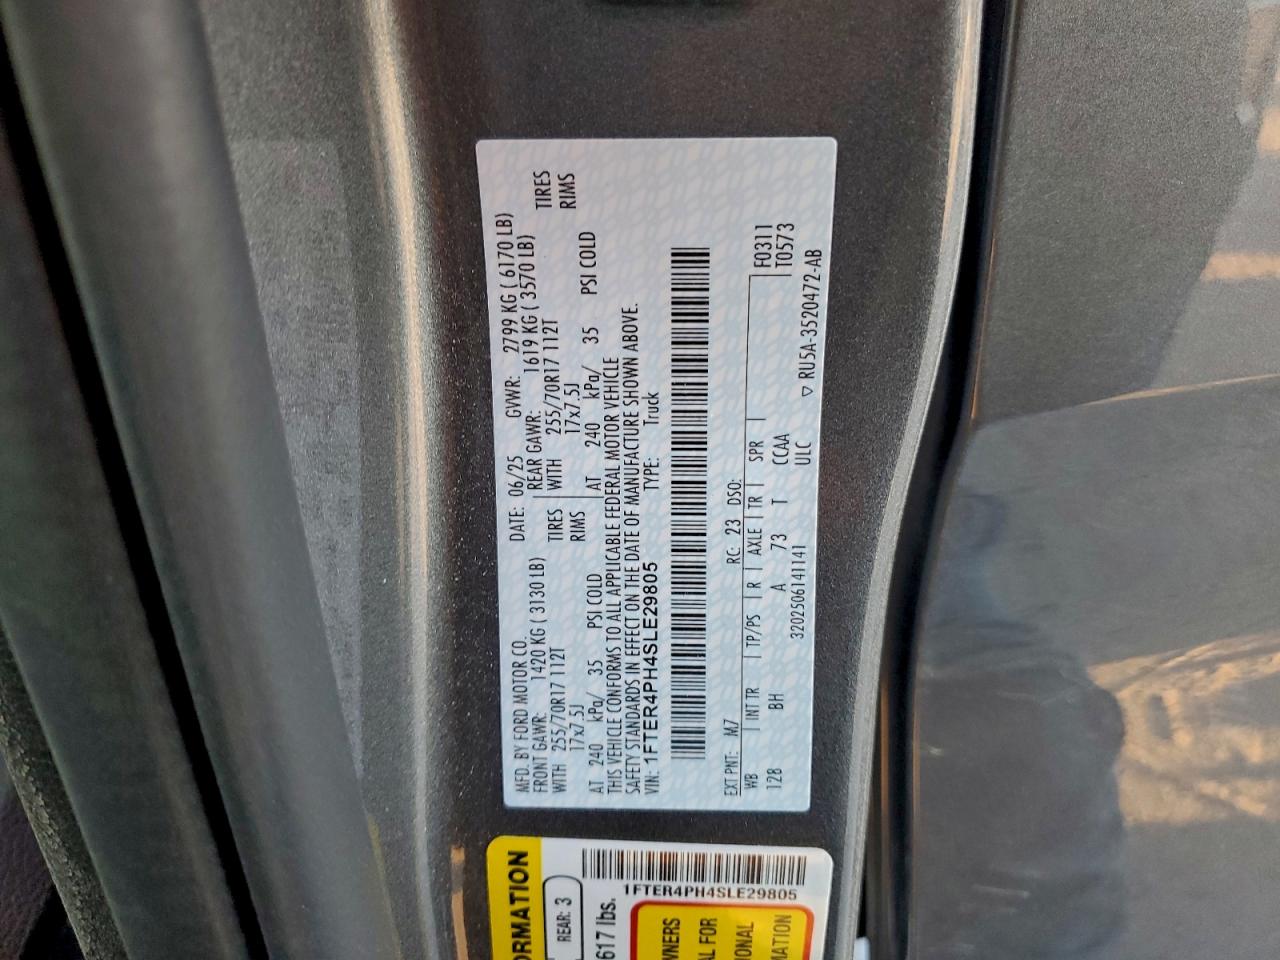 MFD. BY FORD MOTOR CO. DATE: 06/25 GVWR: 2799 KG ( 6170 LB)
FRONT GAWR: 1420 KG ( 3130 LB) REAR GAWR: 1619 KG ( 3570 LB)
WITH 255/70R17 112T TIRES WITH 255/70R17 112T TIRES
17x7.5J RIMS 17x7.5J RIMS
AT 240 kPa/ 35 PSI COLD AT 240 kPa/ 35 PSI COLD
THIS VEHICLE CONFORMS TO ALL APPLICABLE FEDERAL MOTOR VEHICLE
SAFETY STANDARDS IN EFFECT ON THE DATE OF MANUFACTURE SHOWN ABOVE.
VIN: 1FTER4PH4SLE29805 TYPE: Truck
EXT PNT: M7 RC: 23 DSO: F0311
WB INT TR TP/PS R AXLE TR SPR T0573
128 BH A 73 T CCAA
3202506141141 ULC ▽ RU5A-3520472-AB
ORMATION
REAR: 3
617 lbs.
1FTER4PH4SLE29805
WNERS
AL FOR
IONAL
MATION